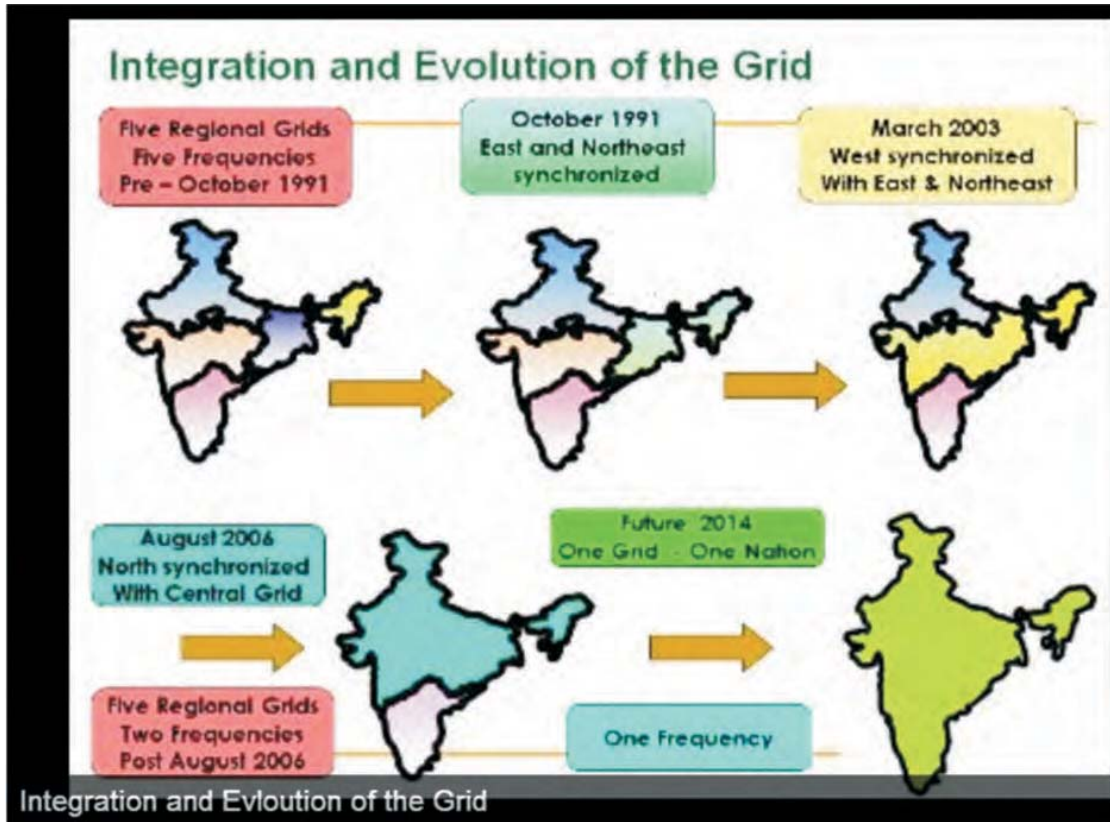 Integration and Evolution of the Grid
Five Regional Grids
Five Frequencies
Pre – October 1991
October 1991
East and Northeast
synchronized
March 2003
West synchronized
With East & Northeast
August 2006
North synchronized
With Central Grid
Future 2014
One Grid - One Nation
Five Regional Grids
Two Frequencies
Post August 2006
One Frequency
Integration and Evloution of the Grid